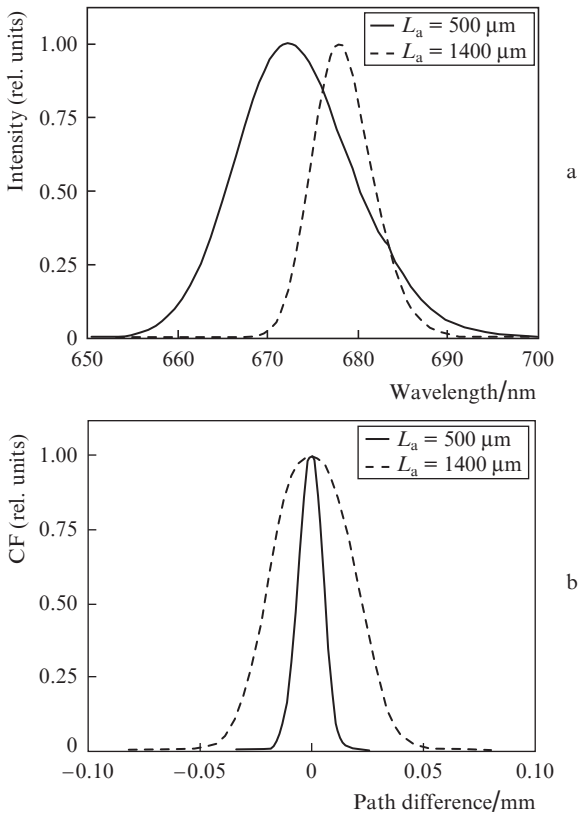 Intensity (rel. units)
1.00
0.75
0.50
0.25
0
L_a = 500 μm
L_a = 1400 μm
a
650 660 670 680 690 700
Wavelength/nm
CF (rel. units)
1.00
0.75
0.50
0.25
0
L_a = 500 μm
L_a = 1400 μm
b
−0.10 −0.05 0 0.05 0.10
Path difference/mm